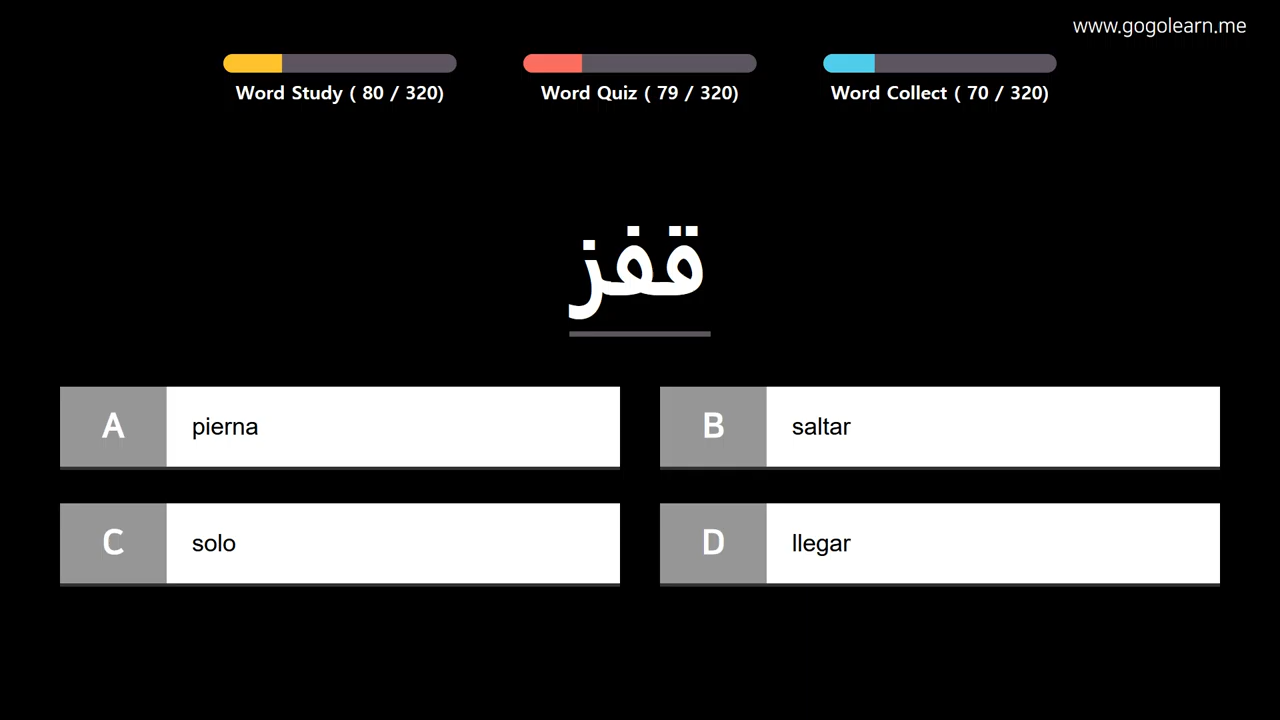 www.gogolearn.me
Word Study ( 80 / 320)
Word Quiz ( 79 / 320)
Word Collect ( 70 / 320)
قفز
A pierna
B saltar
C solo
D llegar